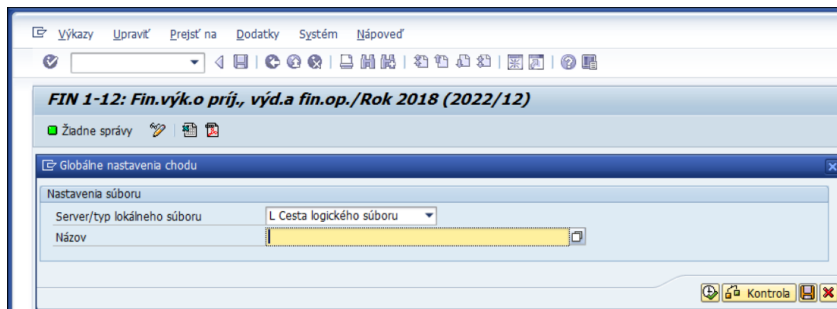 Výkazy Upraviť Prejsť na Dodatky Systém Nápoveď
FIN 1-12: Fin.výk.o príj., výd.a fin.op./Rok 2018 (2022/12)
Žiadne správy
Globálne nastavenia chodu
Nastavenia súboru
Server/typ lokálneho súboru L Cesta logického súboru
Názov
Kontrola